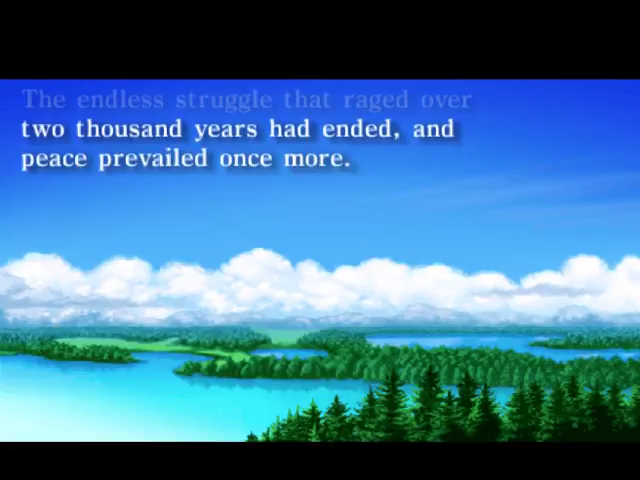 The endless struggle that raged over
two thousand years had ended, and
peace prevailed once more.